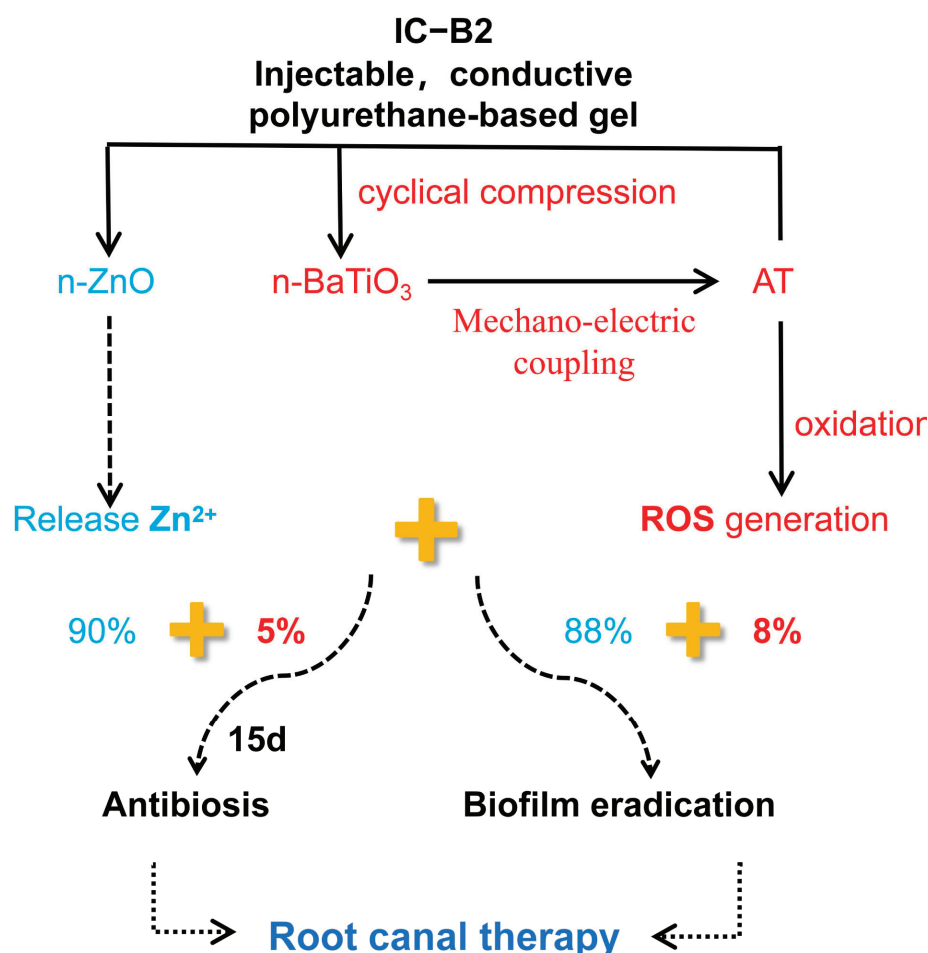 IC−B2
Injectable, conductive
polyurethane-based gel
cyclical compression
n-ZnO
n-BaTiO₃
AT
Mechano-electric
coupling
oxidation
Release Zn²⁺
ROS generation
90%
5%
88%
8%
15d
Antibiosis
Biofilm eradication
Root canal therapy